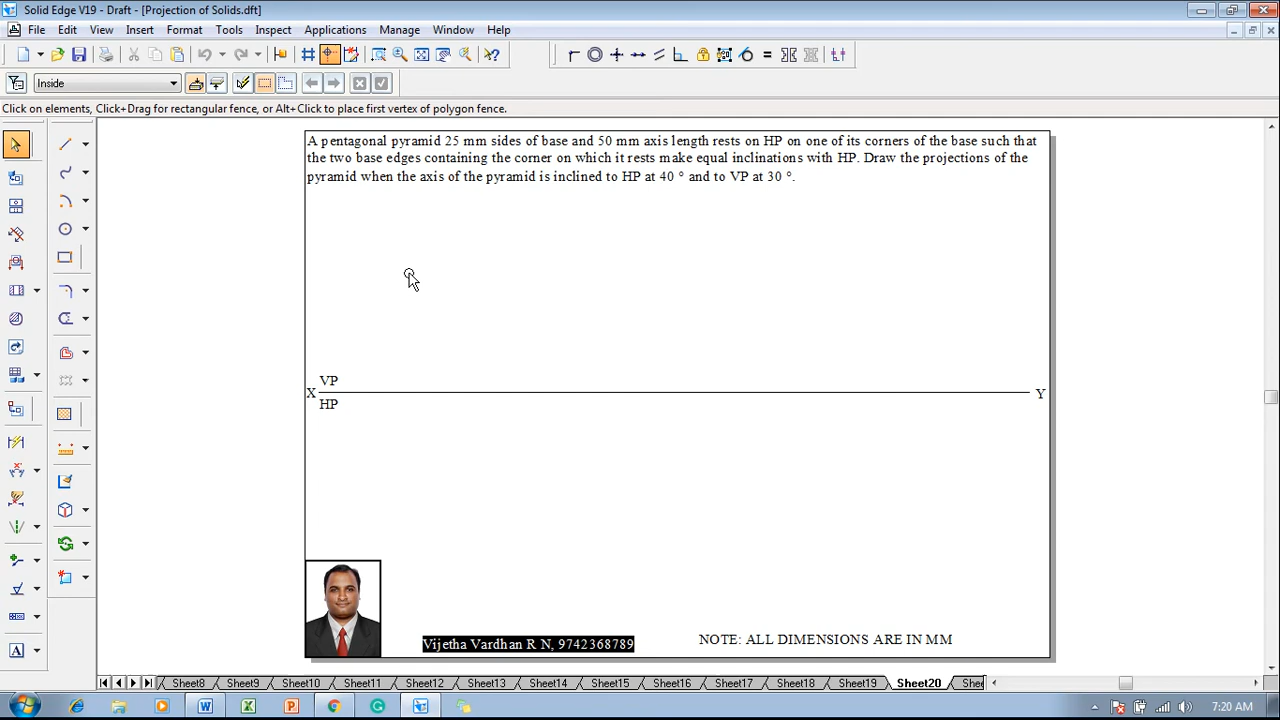 Solid Edge V19 - Draft - [Projection of Solids.dft]
File Edit View Insert Format Tools Inspect Applications Manage Window Help
Inside
Click on elements, Click+Drag for rectangular fence, or Alt+Click to place first vertex of polygon fence.
A pentagonal pyramid 25 mm sides of base and 50 mm axis length rests on HP on one of its corners of the base such that
the two base edges containing the corner on which it rests make equal inclinations with HP. Draw the projections of the
pyramid when the axis of the pyramid is inclined to HP at 40 ° and to VP at 30 °.
VP
X Y
HP
Vijetha Vardhan R N, 9742368789
NOTE: ALL DIMENSIONS ARE IN MM
Sheet8 Sheet9 Sheet10 Sheet11 Sheet12 Sheet13 Sheet14 Sheet15 Sheet16 Sheet17 Sheet18 Sheet19 Sheet20 Shee
7:20 AM